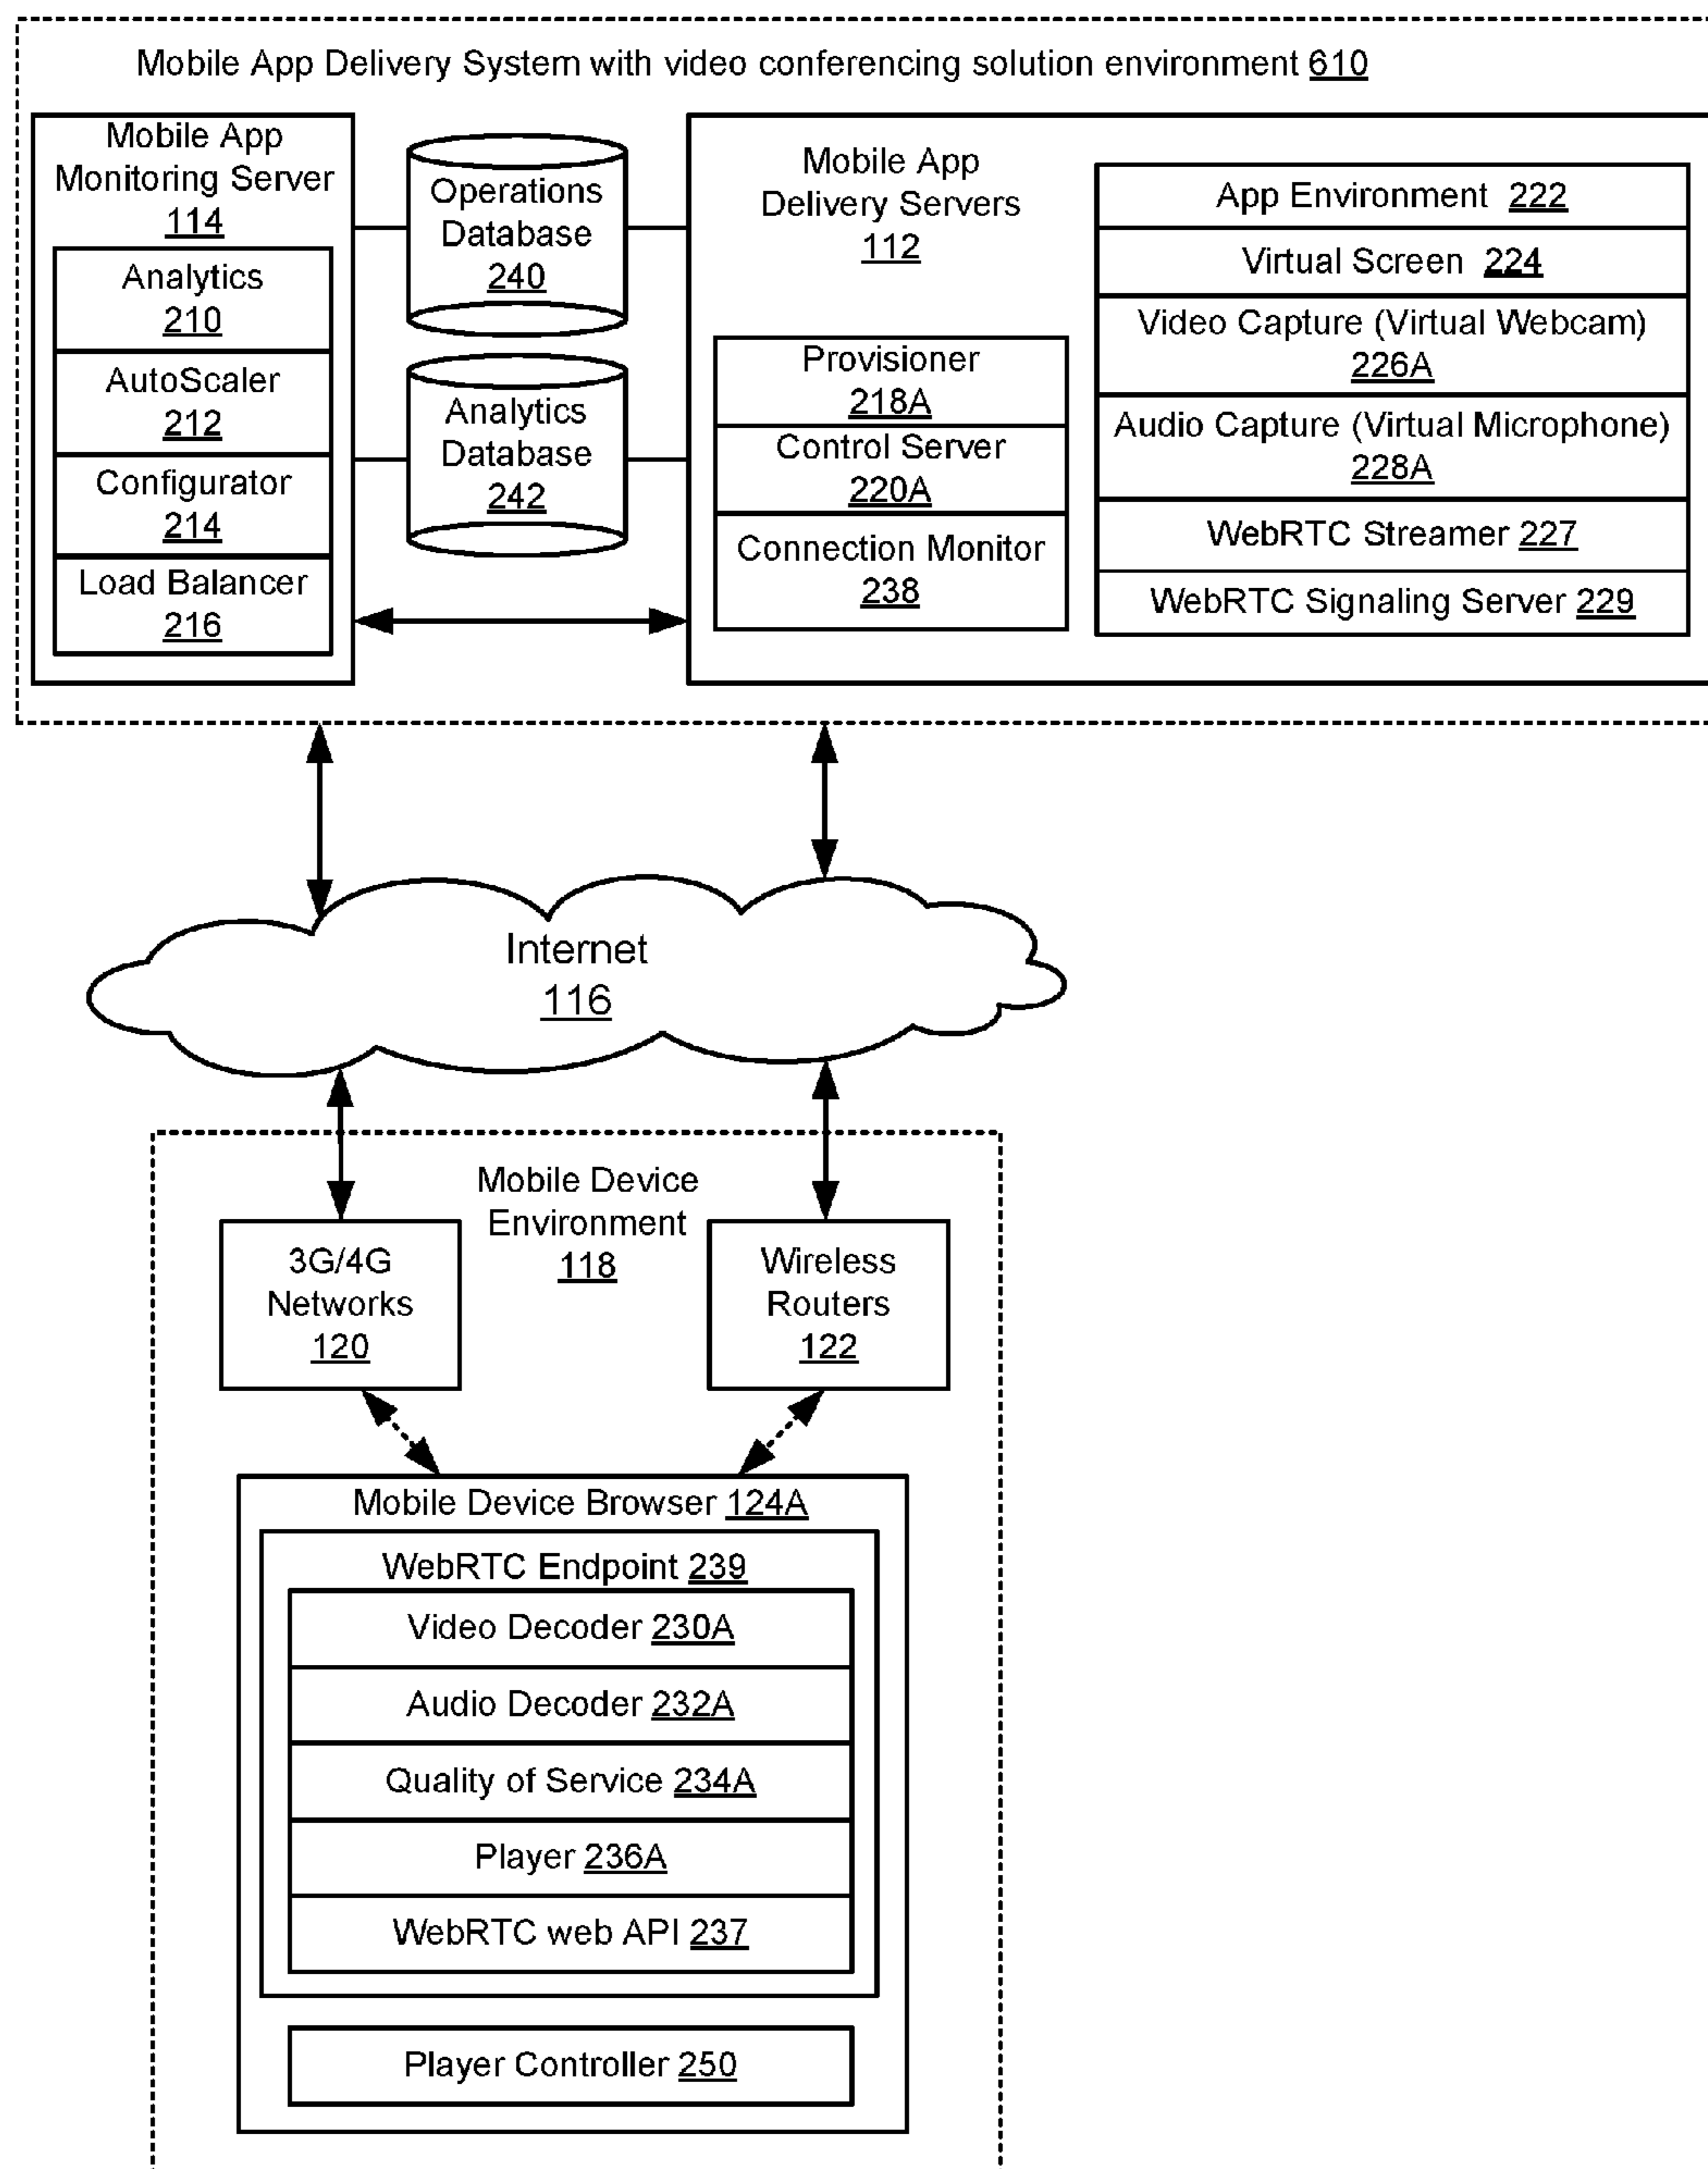 Mobile App Delivery System with video conferencing solution environment 610
Mobile App
Monitoring Server
114
Analytics
210
AutoScaler
212
Configurator
214
Load Balancer
216
Operations
Database
240
Analytics
Database
242
Mobile App
Delivery Servers
112
Provisioner
218A
Control Server
220A
Connection Monitor
238
App Environment 222
Virtual Screen 224
Video Capture (Virtual Webcam)
226A
Audio Capture (Virtual Microphone)
228A
WebRTC Streamer 227
WebRTC Signaling Server 229
Internet
116
Mobile Device
Environment
118
3G/4G
Networks
120
Wireless
Routers
122
Mobile Device Browser 124A
WebRTC Endpoint 239
Video Decoder 230A
Audio Decoder 232A
Quality of Service 234A
Player 236A
WebRTC web API 237
Player Controller 250